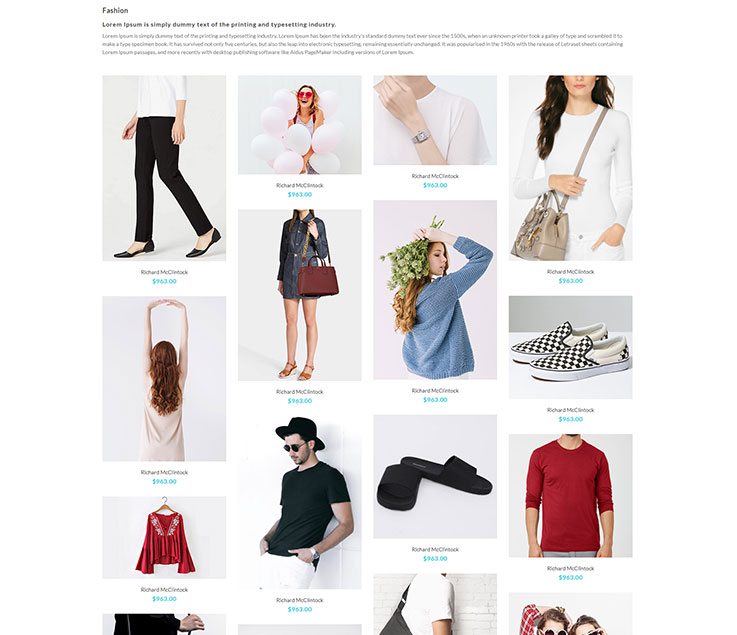 Fashion
Lorem Ipsum is simply dummy text of the printing and typesetting industry.
Lorem Ipsum is simply dummy text of the printing and typesetting industry. Lorem Ipsum has been the industry's standard dummy text ever since the 1500s, when an unknown printer took a galley of type and scrambled it to
make a type specimen book. It has survived not only five centuries, but also the leap into electronic typesetting, remaining essentially unchanged. It was popularised in the 1960s with the release of Letraset sheets containing
Lorem Ipsum passages, and more recently with desktop publishing software like Aldus PageMaker including versions of Lorem Ipsum.
Richard McClintock
$963.00
Richard McClintock
$963.00
Richard McClintock
$963.00
Richard McClintock
$963.00
Richard McClintock
$963.00
Richard McClintock
$963.00
Richard McClintock
$963.00
Richard McClintock
$963.00
Richard McClintock
$963.00
Richard McClintock
$963.00
Richard McClintock
$963.00
Richard McClintock
$963.00